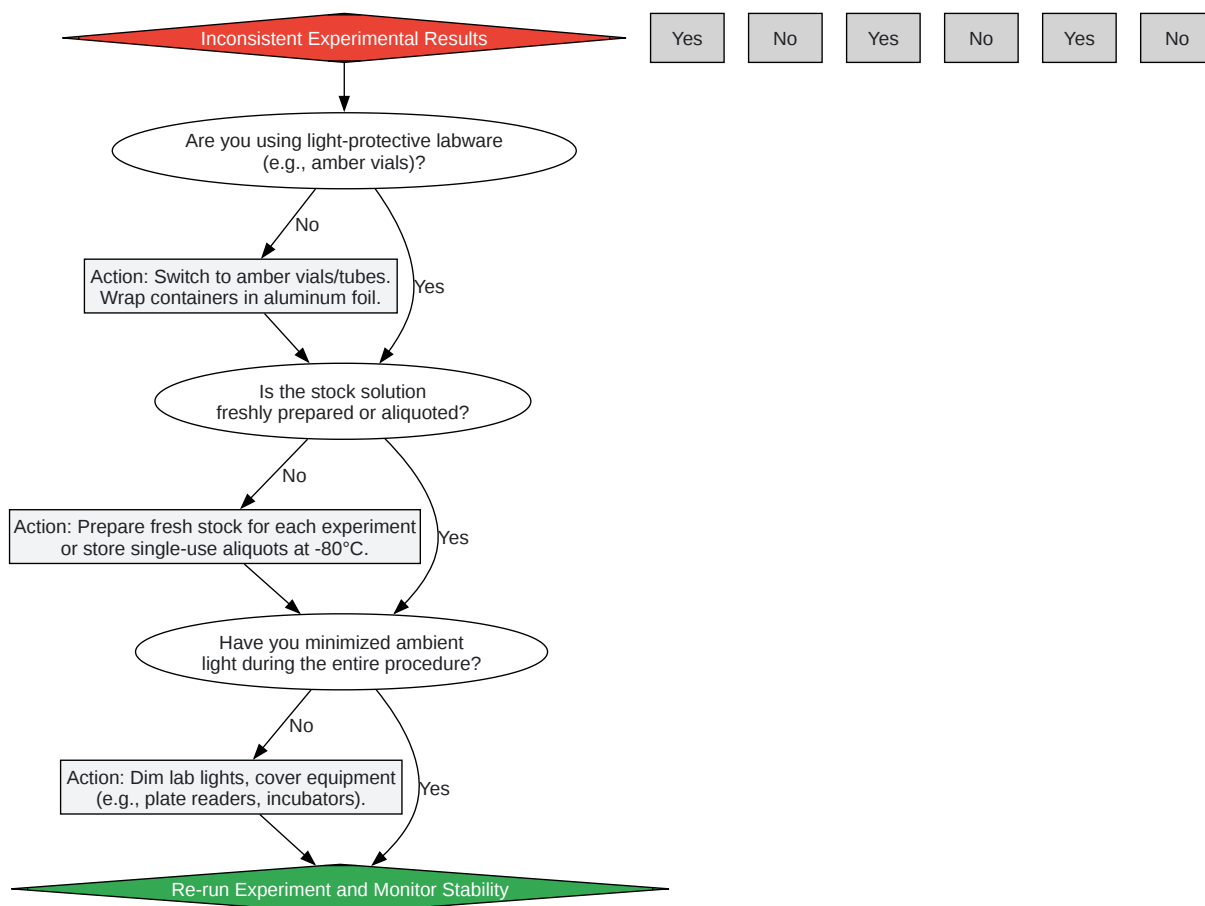 Inconsistent Experimental Results
Yes
No
Yes
No
Yes
No
Are you using light-protective labware
(e.g., amber vials)?
No
Action: Switch to amber vials/tubes.
Wrap containers in aluminum foil.
Yes
Is the stock solution
freshly prepared or aliquoted?
No
Action: Prepare fresh stock for each experiment
or store single-use aliquots at -80°C.
Yes
Have you minimized ambient
light during the entire procedure?
No
Action: Dim lab lights, cover equipment
(e.g., plate readers, incubators).
Yes
Re-run Experiment and Monitor Stability